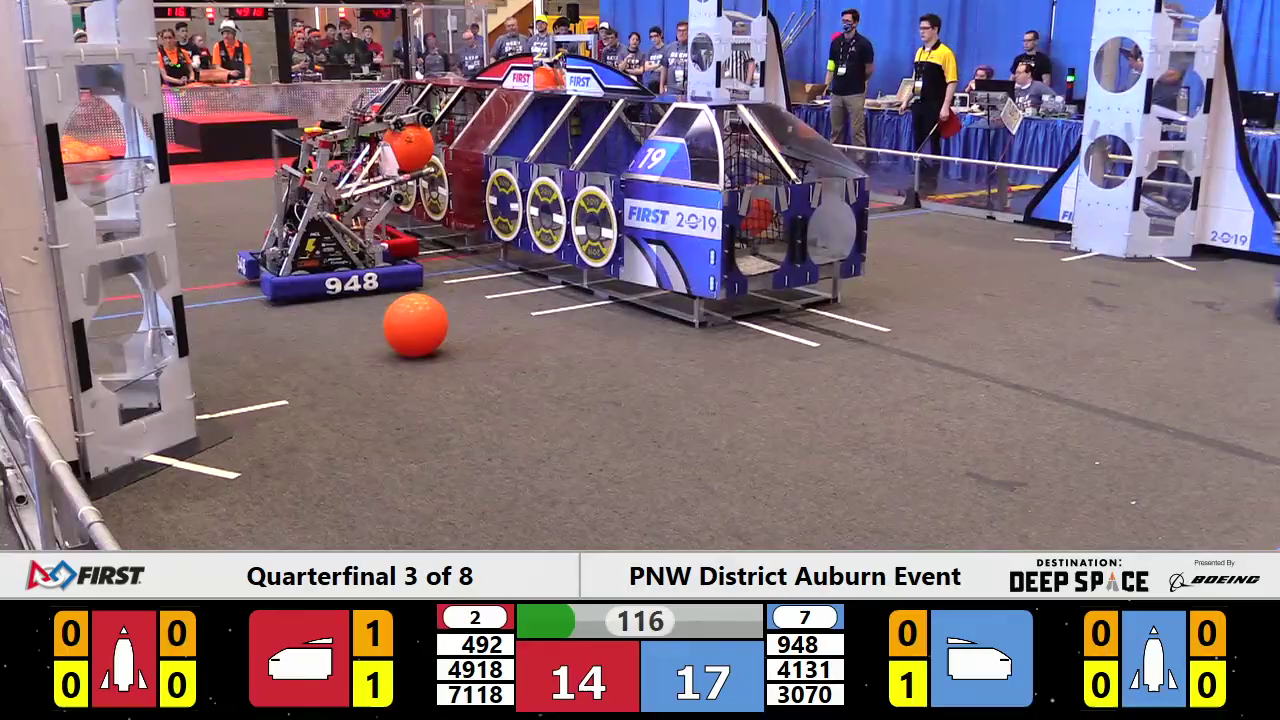 116
4918
FIRST
FIRST
19
FIRST 2019
948
2019
FIRST
Quarterfinal 3 of 8
PNW District Auburn Event
DESTINATION:
DEEP SPACE
Presented By
BOEING
0 0
0 0
1
1
2
492
4918
7118
116
14
17
7
948
4131
3070
0
1
0 0
0 0